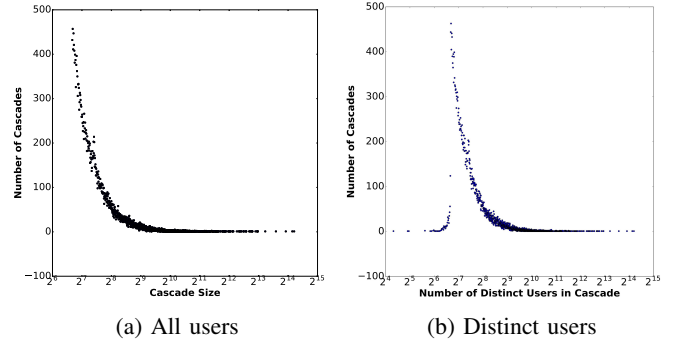 500
400
300
200
100
0
−100
Number of Cascades
2^6 2^7 2^8 2^9 2^10 2^11 2^12 2^13 2^14 2^15
Cascade Size
(a) All users
500
400
300
200
100
0
−100
Number of Cascades
2^4 2^5 2^6 2^7 2^8 2^9 2^10 2^11 2^12 2^13 2^14 2^15
Number of Distinct Users in Cascade
(b) Distinct users